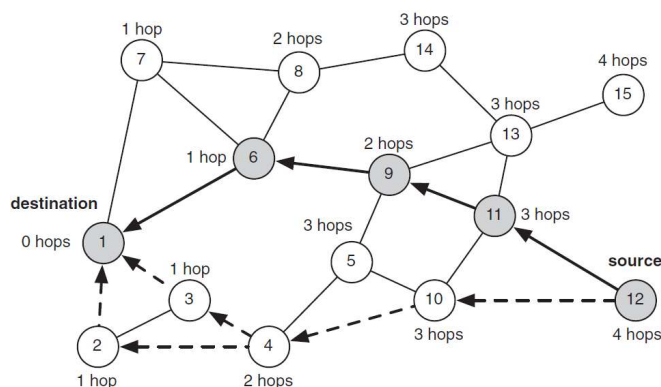 3 hops
1 hop
2 hops
14
7
8
4 hops
15
3 hops
13
2 hops
1 hop
6
9
destination
3 hops
11
3 hops
0 hops
1
source
1 hop
5
3
10
12
2
4
3 hops
4 hops
1 hop
2 hops